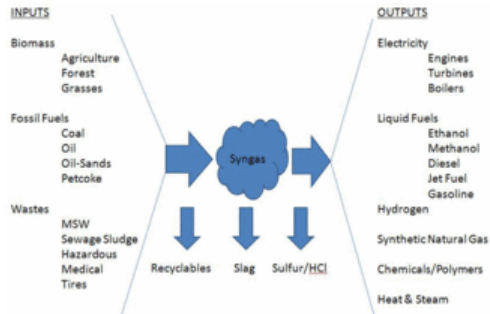 INPUTS
Biomass
Agriculture
Forest
Grasses
Fossil Fuels
Coal
Oil
Oil-Sands
Petcoke
Wastes
MSW
Sewage Sludge
Hazardous
Medical
Tires
Syngas
Recyclables
Slag
Sulfur/HCl
OUTPUTS
Electricity
Engines
Turbines
Boilers
Liquid Fuels
Ethanol
Methanol
Diesel
Jet Fuel
Gasoline
Hydrogen
Synthetic Natural Gas
Chemicals/Polymers
Heat & Steam